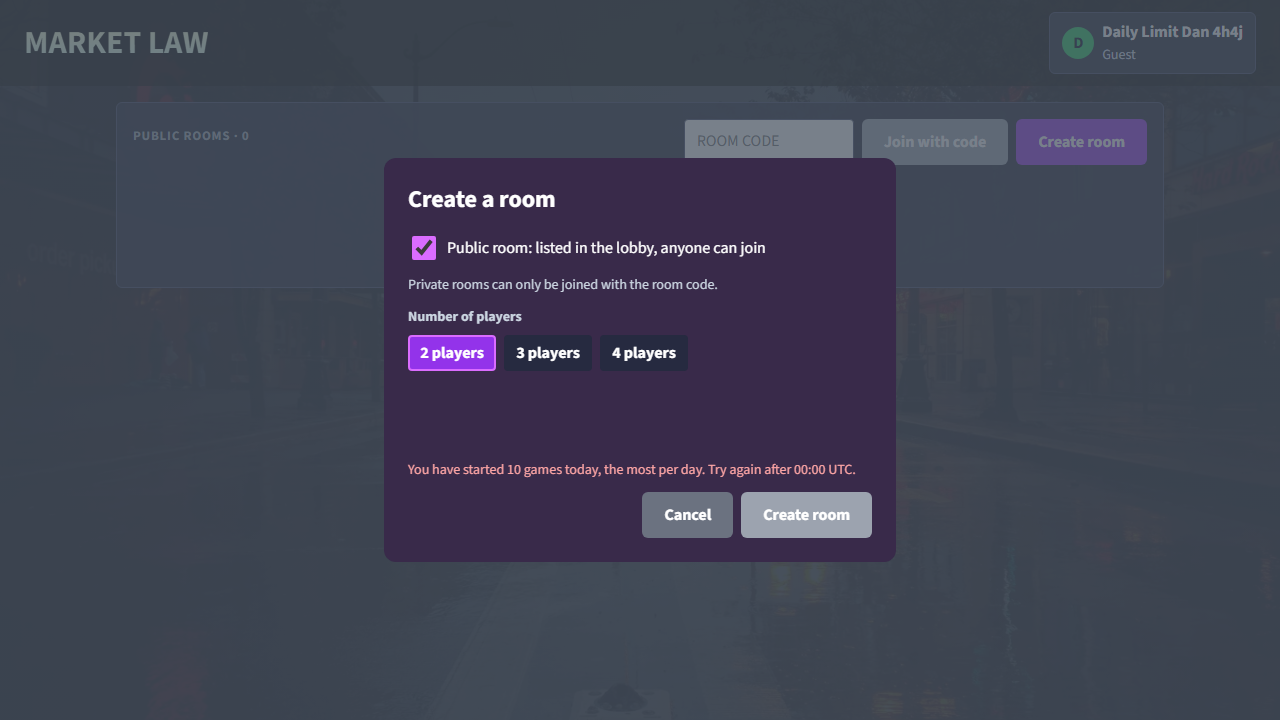 MARKET LAW
D
Daily Limit Dan 4h4j
Guest
PUBLIC ROOMS · 0
ROOM CODE
Join with code
Create room
Create a room
Public room: listed in the lobby, anyone can join
Private rooms can only be joined with the room code.
Number of players
2 players
3 players
4 players
You have started 10 games today, the most per day. Try again after 00:00 UTC.
Cancel
Create room